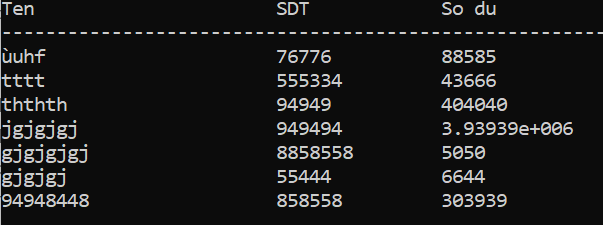 Ten SDT So du
-------------------------------------------------------
ùuhf 76776 88585
tttt 555334 43666
ththth 94949 404040
jgjgjgj 949494 3.93939e+006
gjgjgjgj 8858558 5050
gjgjgj 55444 6644
94948448 858558 303939